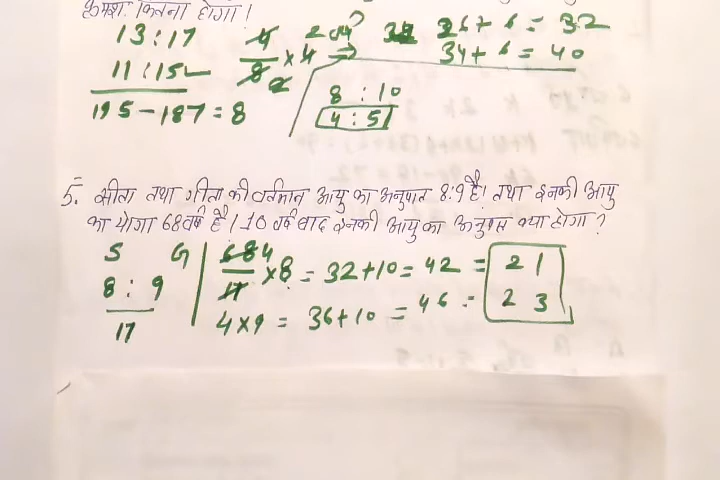 क्रमशः कितना होगा।
13:17
11:15
195-187=8
4/8 × 4 ⇒
26+6 = 32
34+6 = 40
8 : 10
4 : 5
5. सीता तथा गीता की वर्तमान आयु का अनुपात 8:9 है। तथा इनकी आयु
का योगा 68 वर्ष है। 10 वर्ष बाद इनकी आयु का अनुपात क्या होगा?
S G
8 : 9
17
68 4
17 ×8 = 32+10 = 42 = 21
4×9 = 36+10 = 46 = 23